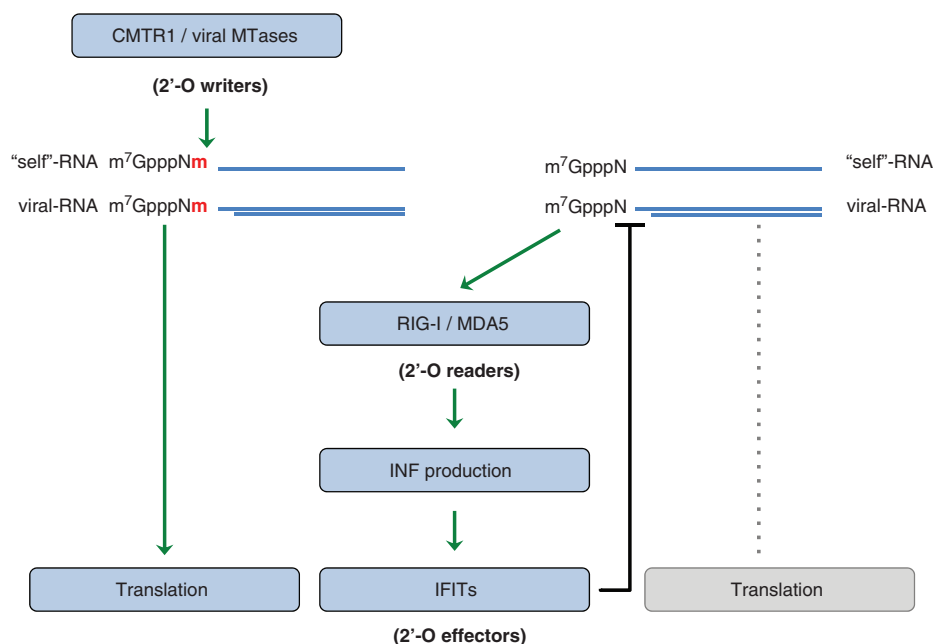 CMTR1 / viral MTases
(2'-O writers)
“self”-RNA m⁷GpppNm
m⁷GpppN “self”-RNA
viral-RNA m⁷GpppNm
m⁷GpppN viral-RNA
RIG-I / MDA5
(2'-O readers)
INF production
Translation
IFITs
Translation
(2'-O effectors)